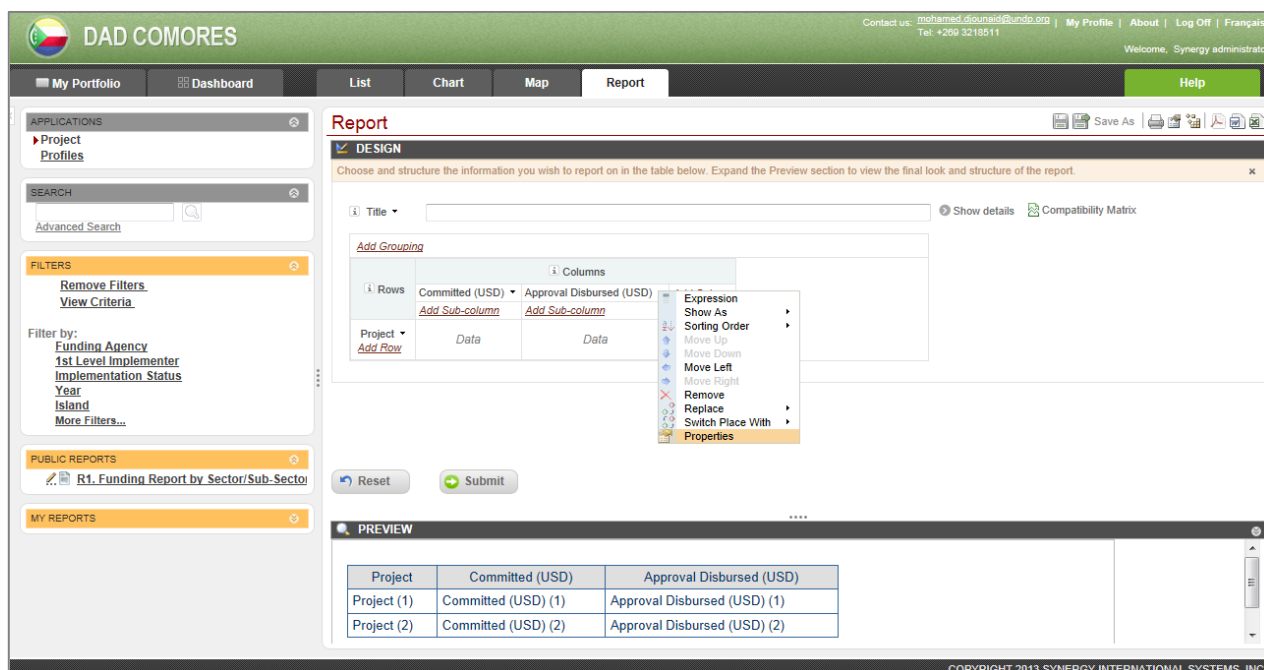 Contact us: mohamed.djounaid@undp.org | My Profile | About | Log Off | Français
Tel: +269 3218511
DAD COMORES
Welcome, Synergy administrato
My Portfolio
Dashboard
List
Chart
Map
Report
Help
APPLICATIONS
Project
Profiles
SEARCH
Advanced Search
FILTERS
Remove Filters
View Criteria
Filter by:
Funding Agency
1st Level Implementer
Implementation Status
Year
Island
More Filters...
PUBLIC REPORTS
R1. Funding Report by Sector/Sub-Sector
MY REPORTS
Report
Save As
DESIGN
Choose and structure the information you wish to report on in the table below. Expand the Preview section to view the final look and structure of the report.
Title
Show details
Compatibility Matrix
Add Grouping
Columns
Rows
Committed (USD)
Approval Disbursed (USD)
Add Sub-column
Add Sub-column
Project
Data
Data
Add Row
Expression
Show As
Sorting Order
Move Up
Move Down
Move Left
Move Right
Remove
Replace
Switch Place With
Properties
Reset
Submit
PREVIEW
Project Committed (USD) Approval Disbursed (USD)
Project (1) Committed (USD) (1) Approval Disbursed (USD) (1)
Project (2) Committed (USD) (2) Approval Disbursed (USD) (2)
COPYRIGHT 2013 SYNERGY INTERNATIONAL SYSTEMS, INC